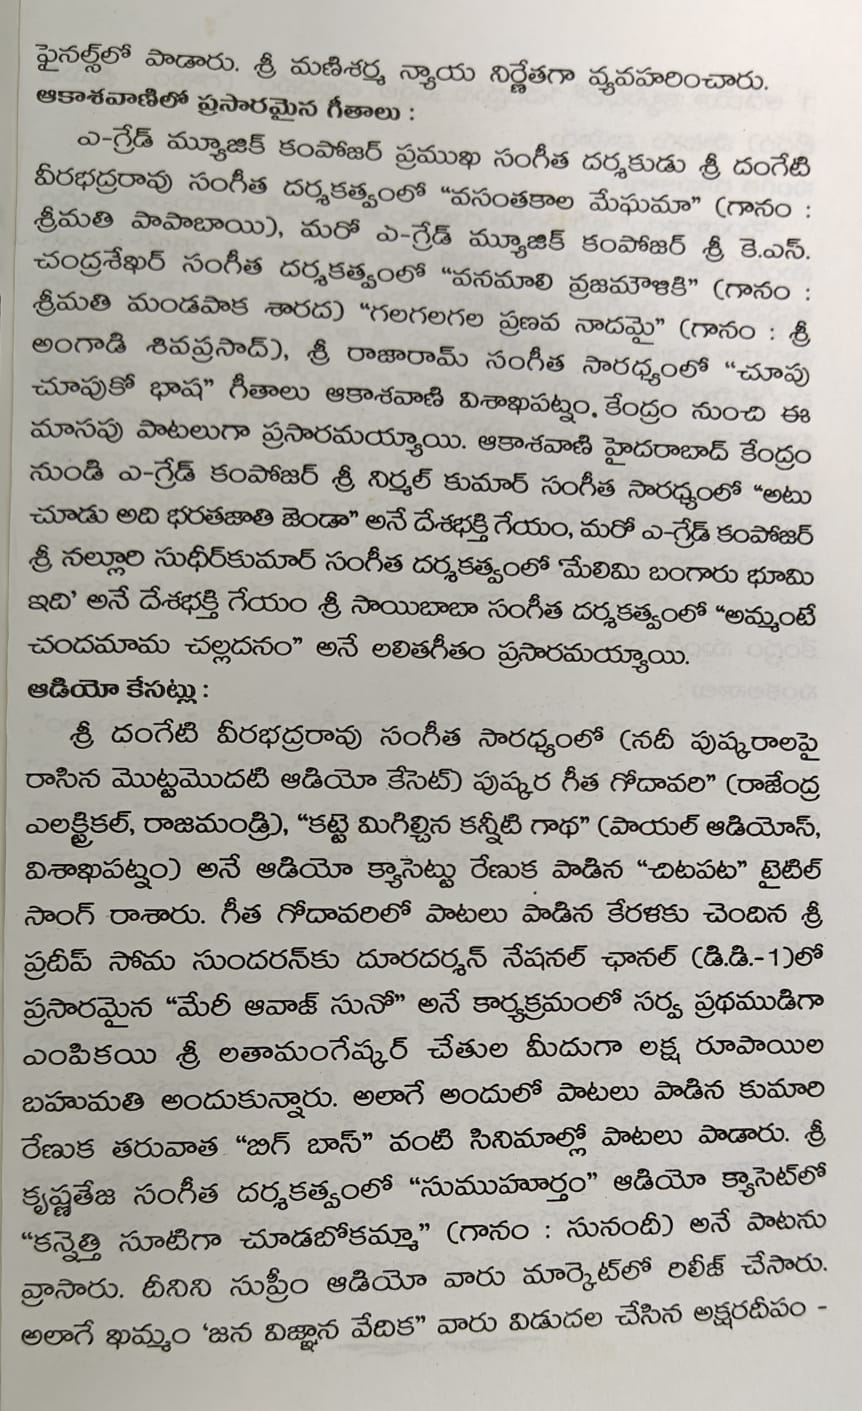 ఫైనల్స్‌లో పాడారు. శ్రీ మణిశర్మ న్యాయ నిర్ణేతగా వ్యవహరించారు.
ఆకాశవాణిలో ప్రసారమైన గీతాలు :
ఎ-గ్రేడ్ మ్యూజిక్ కంపోజర్ ప్రముఖ సంగీత దర్శకుడు శ్రీ దంగేటి
వీరభద్రరావు సంగీత దర్శకత్వంలో “వసంతకాల మేఘమా” (గానం :
శ్రీమతి పాపాబాయి), మరో ఎ-గ్రేడ్ మ్యూజిక్ కంపోజర్ శ్రీ కె.ఎస్.
చంద్రశేఖర్ సంగీత దర్శకత్వంలో “వనమాలి వ్రజమౌళికి” (గానం :
శ్రీమతి మండపాక శారద) “గలగలగల ప్రణవ నాదమై” (గానం : శ్రీ
అంగాడి శివప్రసాద్), శ్రీ రాజారామ్ సంగీత సారధ్యంలో “చూపు
చూపుకో భాష” గీతాలు ఆకాశవాణి విశాఖపట్నం, కేంద్రం నుంచి ఈ
మాసపు పాటలుగా ప్రసారమయ్యాయి. ఆకాశవాణి హైదరాబాద్ కేంద్రం
నుండి ఎ-గ్రేడ్ కంపోజర్ శ్రీ నిర్మల్ కుమార్ సంగీత సారధ్యంలో “అటు
చూడు అది భరతజాతి జెండా” అనే దేశభక్తి గేయం, మరో ఎ-గ్రేడ్ కంపోజర్
శ్రీ నల్లూరి సుధీర్‌కుమార్ సంగీత దర్శకత్వంలో ‘మేలిమి బంగారు భూమి
ఇది’ అనే దేశభక్తి గేయం శ్రీ సాయిబాబా సంగీత దర్శకత్వంలో “అమ్మంటే
చందమామ చల్లదనం” అనే లలితగీతం ప్రసారమయ్యాయి.
ఆడియో కేసట్లు :
శ్రీ దంగేటి వీరభద్రరావు సంగీత సారధ్యంలో (నదీ పుష్కరాలపై
రాసిన మొట్టమొదటి ఆడియో కేసెట్) పుష్కర గీత గోదావరి” (రాజేంద్ర
ఎలక్ట్రికల్, రాజమండ్రి), “కట్టె మిగిల్చిన కన్నీటి గాథ” (పాయల్ ఆడియోస్,
విశాఖపట్నం) అనే ఆడియో క్యాసెట్టు రేణుక పాడిన “చిటపట” టైటిల్
సాంగ్ రాశారు. గీత గోదావరిలో పాటలు పాడిన కేరళకు చెందిన శ్రీ
ప్రదీప్ సోమ సుందరన్‌కు దూరదర్శన్ నేషనల్ ఛానల్ (డి.డి.-1)లో
ప్రసారమైన “మేరీ ఆవాజ్ సునో” అనే కార్యక్రమంలో సర్వ ప్రథముడిగా
ఎంపికయి శ్రీ లతామంగేష్కర్ చేతుల మీదుగా లక్ష రూపాయిల
బహుమతి అందుకున్నారు. అలాగే అందులో పాటలు పాడిన కుమారి
రేణుక తరువాత “బిగ్ బాస్” వంటి సినిమాల్లో పాటలు పాడారు. శ్రీ
కృష్ణతేజ సంగీత దర్శకత్వంలో “సుముహూర్తం” ఆడియో క్యాసెట్‌లో
“కన్నెత్తి సూటిగా చూడబోకమ్మా” (గానం : సునందీ) అనే పాటను
వ్రాసారు. దీనిని సుప్రీం ఆడియో వారు మార్కెట్‌లో రిలీజ్ చేసారు.
అలాగే ఖమ్మం ‘జన విజ్ఞాన వేదిక” వారు విడుదల చేసిన అక్షరదీపం -